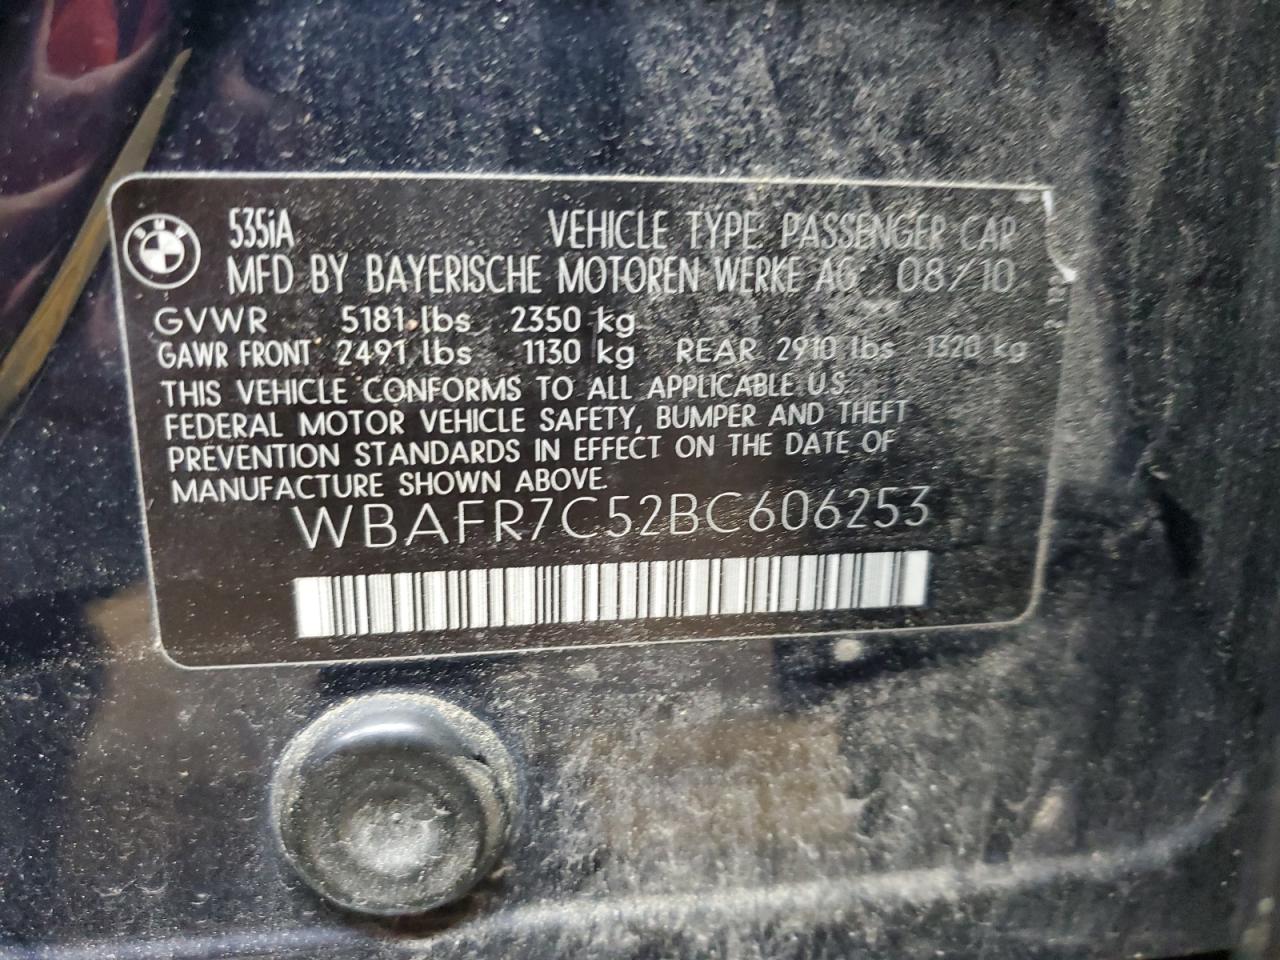 BMW
535iA VEHICLE TYPE PASSENGER CAR
MFD BY BAYERISCHE MOTOREN WERKE AG 08/10
GVWR 5181 lbs 2350 kg
GAWR FRONT 2491 lbs 1130 kg REAR 2910 lbs 1320 kg
THIS VEHICLE CONFORMS TO ALL APPLICABLE U.S.
FEDERAL MOTOR VEHICLE SAFETY, BUMPER AND THEFT
PREVENTION STANDARDS IN EFFECT ON THE DATE OF
MANUFACTURE SHOWN ABOVE.
WBAFR7C52BC606253